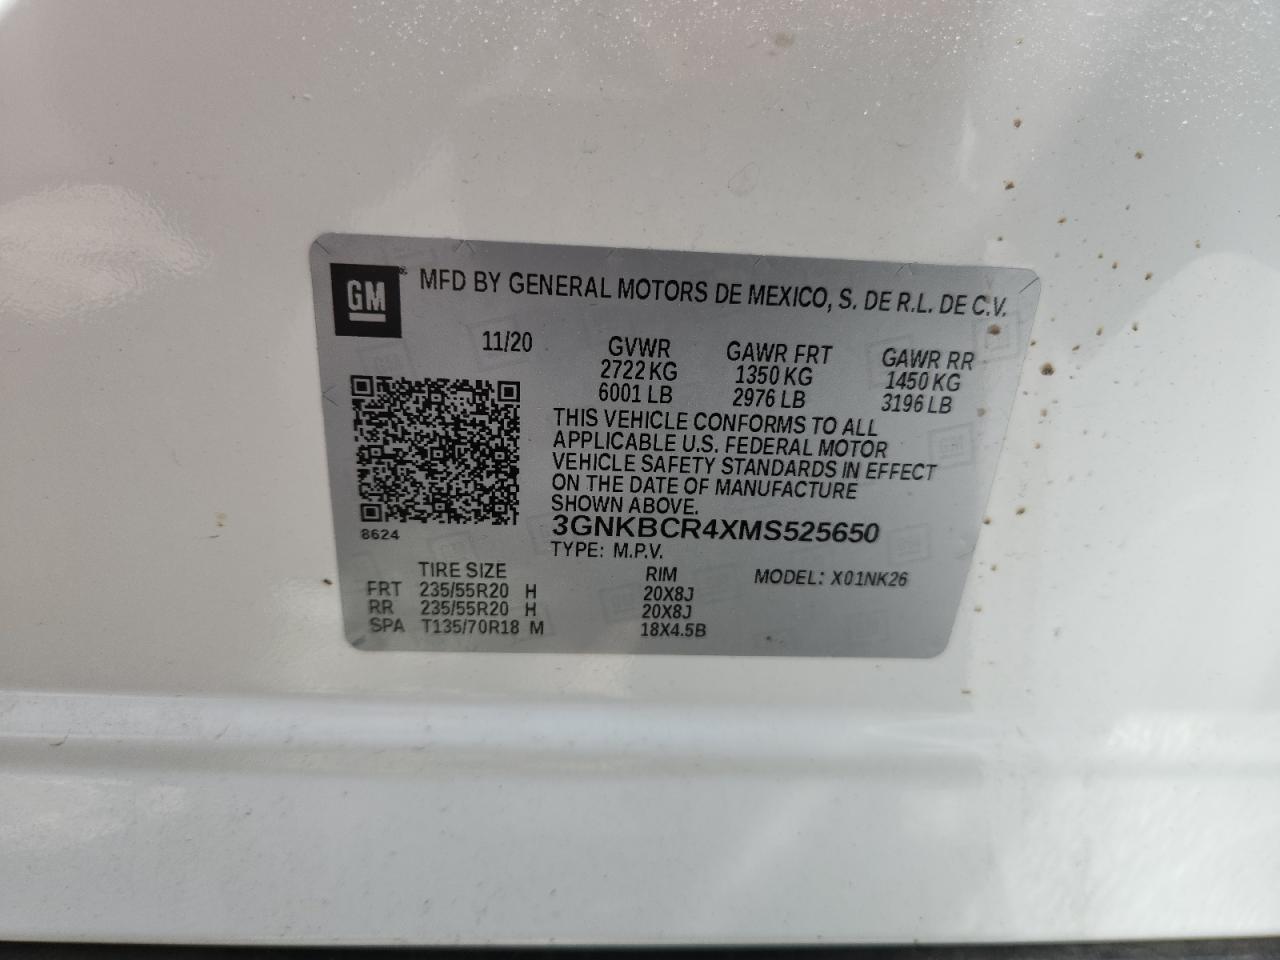 GM
MFD BY GENERAL MOTORS DE MEXICO, S. DE R.L. DE C.V.
11/20 GVWR GAWR FRT GAWR RR
2722 KG 1350 KG 1450 KG
6001 LB 2976 LB 3196 LB
THIS VEHICLE CONFORMS TO ALL
APPLICABLE U.S. FEDERAL MOTOR
VEHICLE SAFETY STANDARDS IN EFFECT
ON THE DATE OF MANUFACTURE
SHOWN ABOVE.
8624 3GNKBCR4XMS525650
TYPE: M.P.V.
TIRE SIZE RIM MODEL: X01NK26
FRT 235/55R20 H 20X8J
RR 235/55R20 H 20X8J
SPA T135/70R18 M 18X4.5B